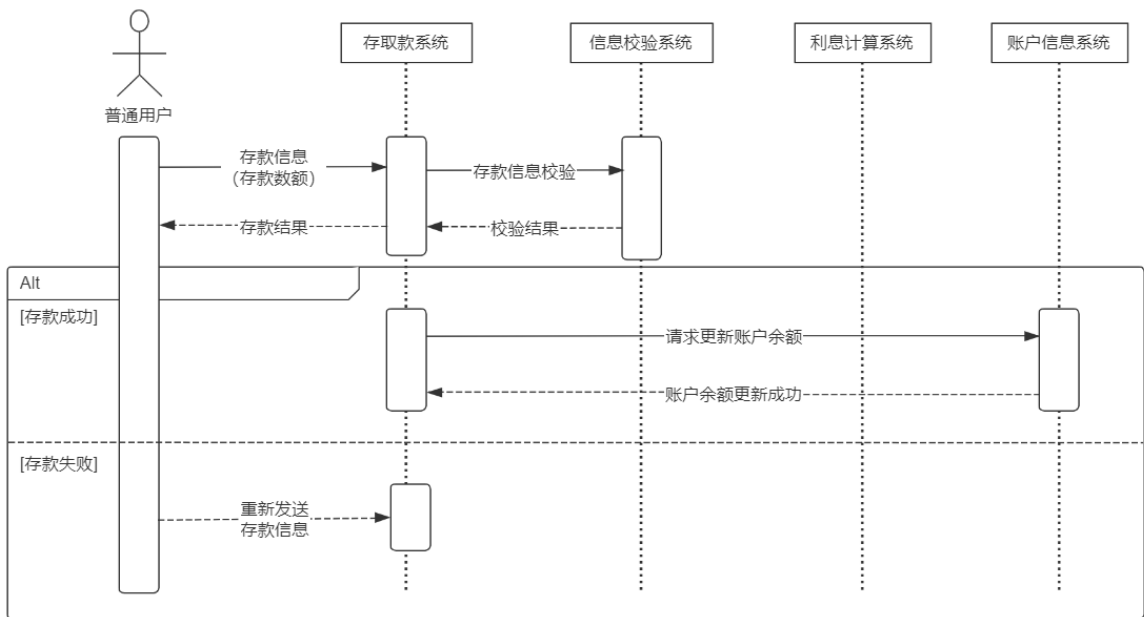 存取款系统
信息校验系统
利息计算系统
账户信息系统
普通用户
存款信息
(存款数额)
存款信息校验
存款结果
校验结果
Alt
[存款成功]
请求更新账户余额
账户余额更新成功
[存款失败]
重新发送
存款信息